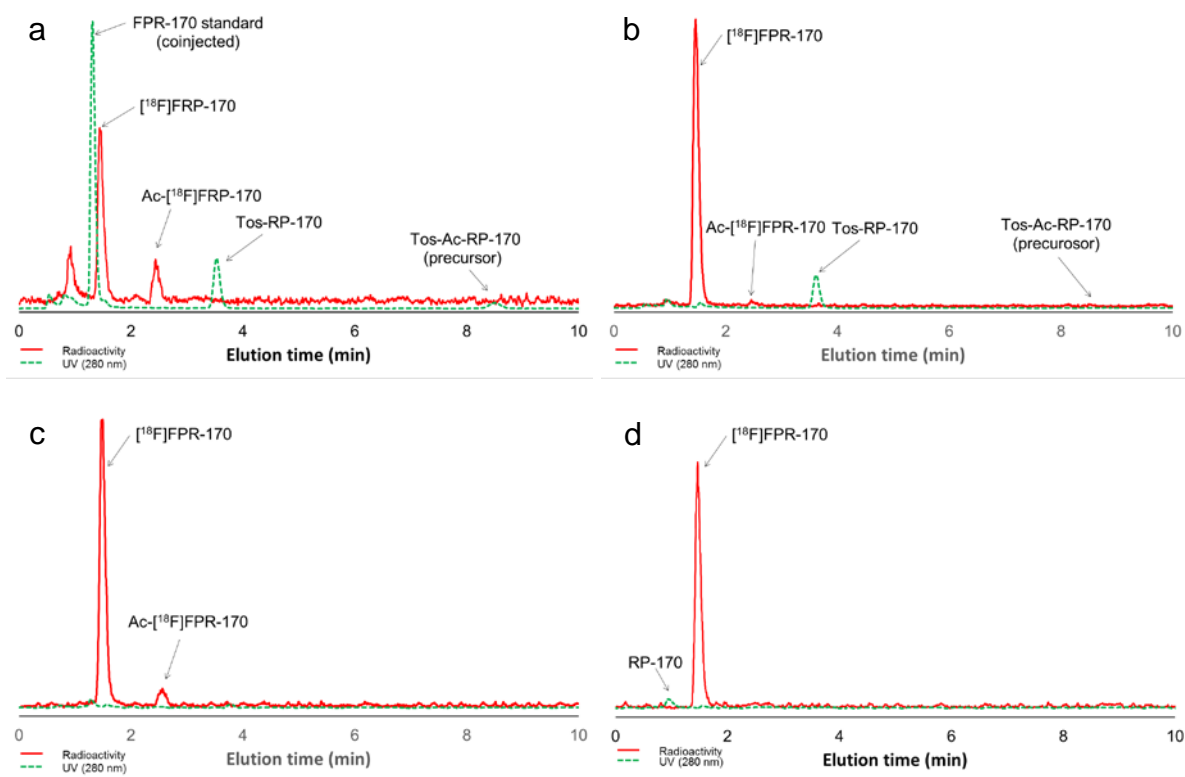 a
FPR-170 standard
(coinjected)
[¹⁸F]FRP-170
Ac-[¹⁸F]FRP-170
Tos-RP-170
Tos-Ac-RP-170
(precursor)
0 2 4 6 8 10
Elution time (min)
Radioactivity
UV (280 nm)
b
[¹⁸F]FPR-170
Ac-[¹⁸F]FPR-170
Tos-RP-170
Tos-Ac-RP-170
(precurosor)
0 2 4 6 8 10
Elution time (min)
Radioactivity
UV (280 nm)
c
[¹⁸F]FPR-170
Ac-[¹⁸F]FPR-170
0 2 4 6 8 10
Elution time (min)
Radioactivity
UV (280 nm)
d
[¹⁸F]FPR-170
RP-170
0 2 4 6 8 10
Elution time (min)
Radioactivity
UV (280 nm)